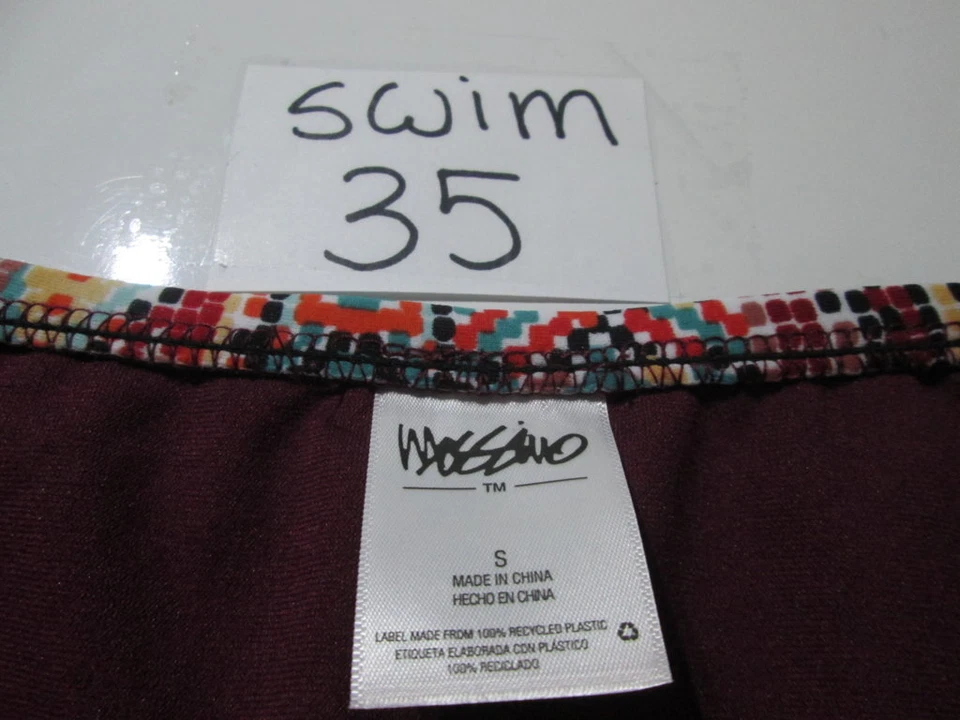 swim
35
Mossimo
TM
S
MADE IN CHINA
HECHO EN CHINA
LABEL MADE FROM 100% RECYCLED PLASTIC
ETIQUETA ELABORADA CON PLÁSTICO
100% RECICLADO